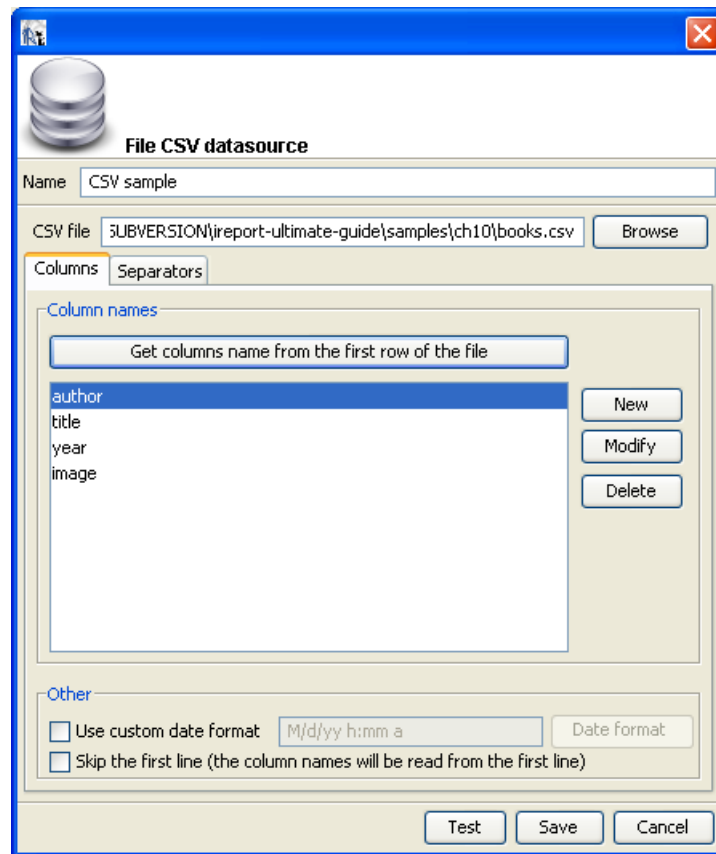 File CSV datasource
Name CSV sample
CSV file SUBVERSION\ireport-ultimate-guide\samples\ch10\books.csv Browse
Columns Separators
Column names
Get columns name from the first row of the file
author
title
year
image
New
Modify
Delete
Other
Use custom date format M/d/yy h:mm a Date format
Skip the first line (the column names will be read from the first line)
Test Save Cancel